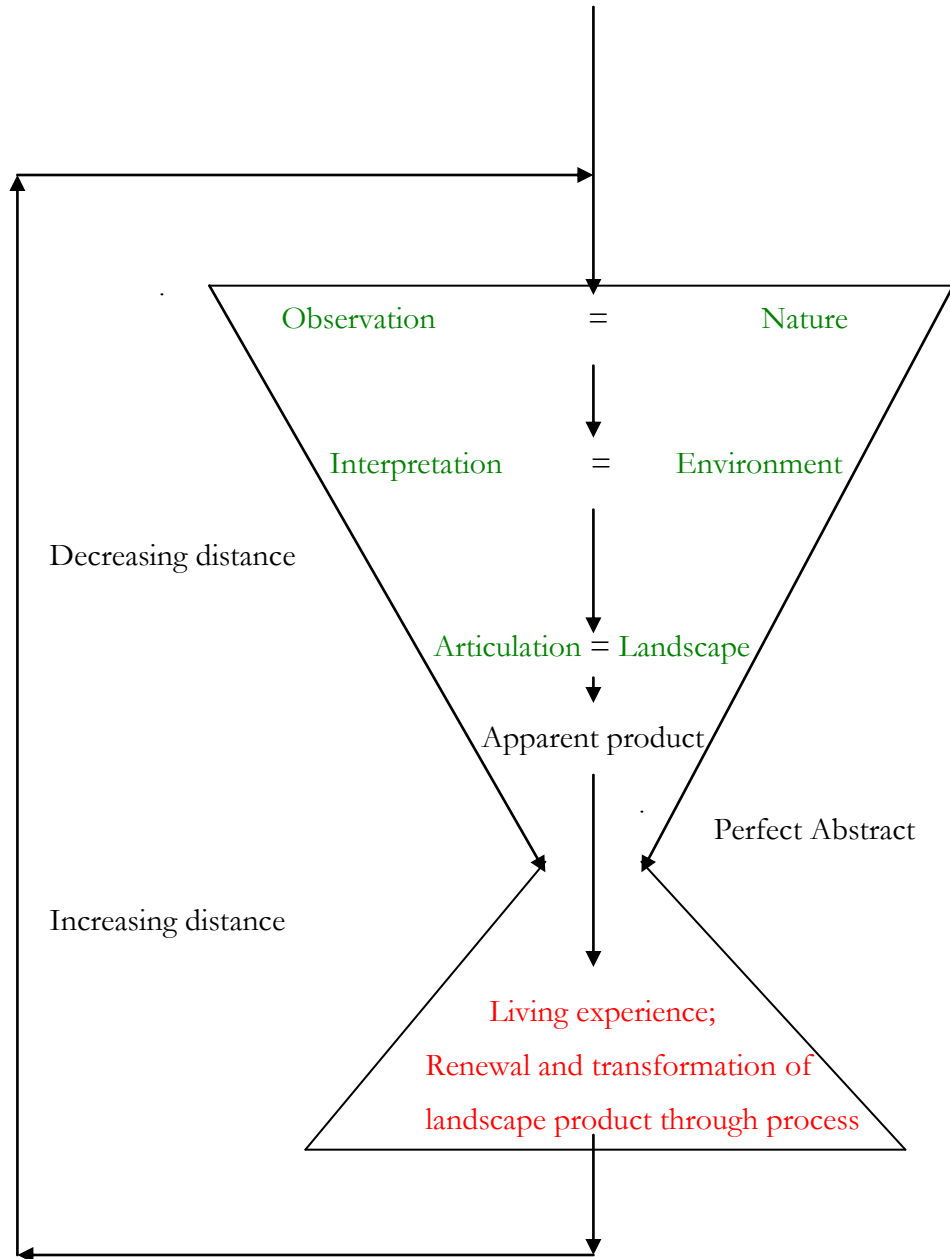 Observation = Nature
Interpretation = Environment
Decreasing distance
Articulation = Landscape
Apparent product
Perfect Abstract
Increasing distance
Living experience;
Renewal and transformation of
landscape product through process